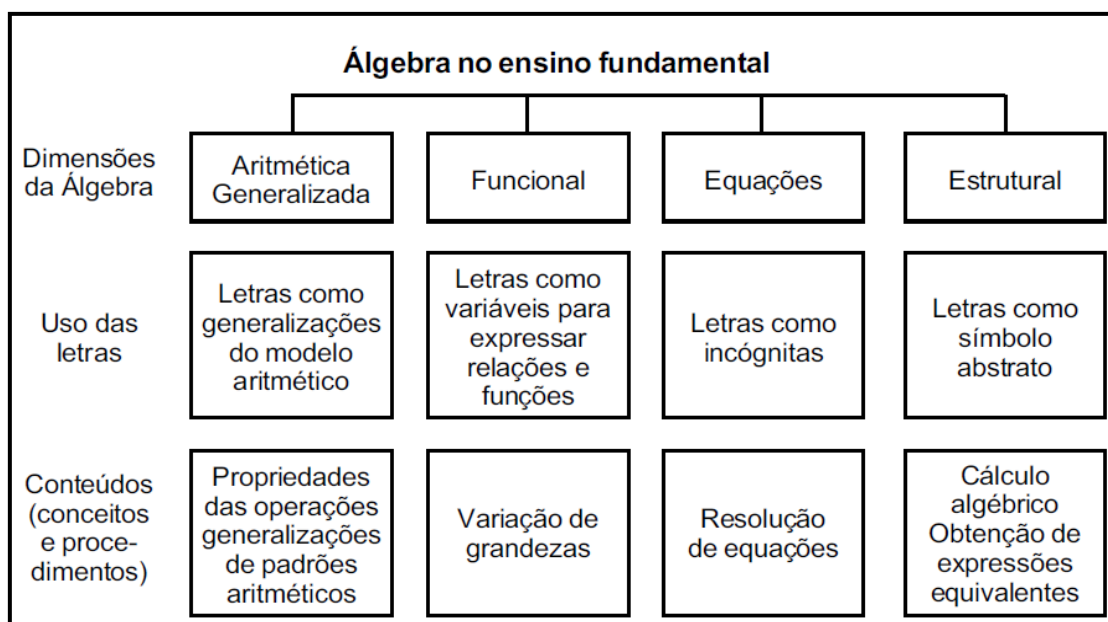 Álgebra no ensino fundamental
Dimensões
da Álgebra
Aritmética
Generalizada
Funcional
Equações
Estrutural
Uso das
letras
Letras como
generalizações
do modelo
aritmético
Letras como
variáveis para
expressar
relações e
funções
Letras como
incógnitas
Letras como
símbolo
abstrato
Conteúdos
(conceitos
e proce-
dimentos)
Propriedades
das operações
generalizações
de padrões
aritméticos
Variação de
grandezas
Resolução
de equações
Cálculo
algébrico
Obtenção de
expressões
equivalentes